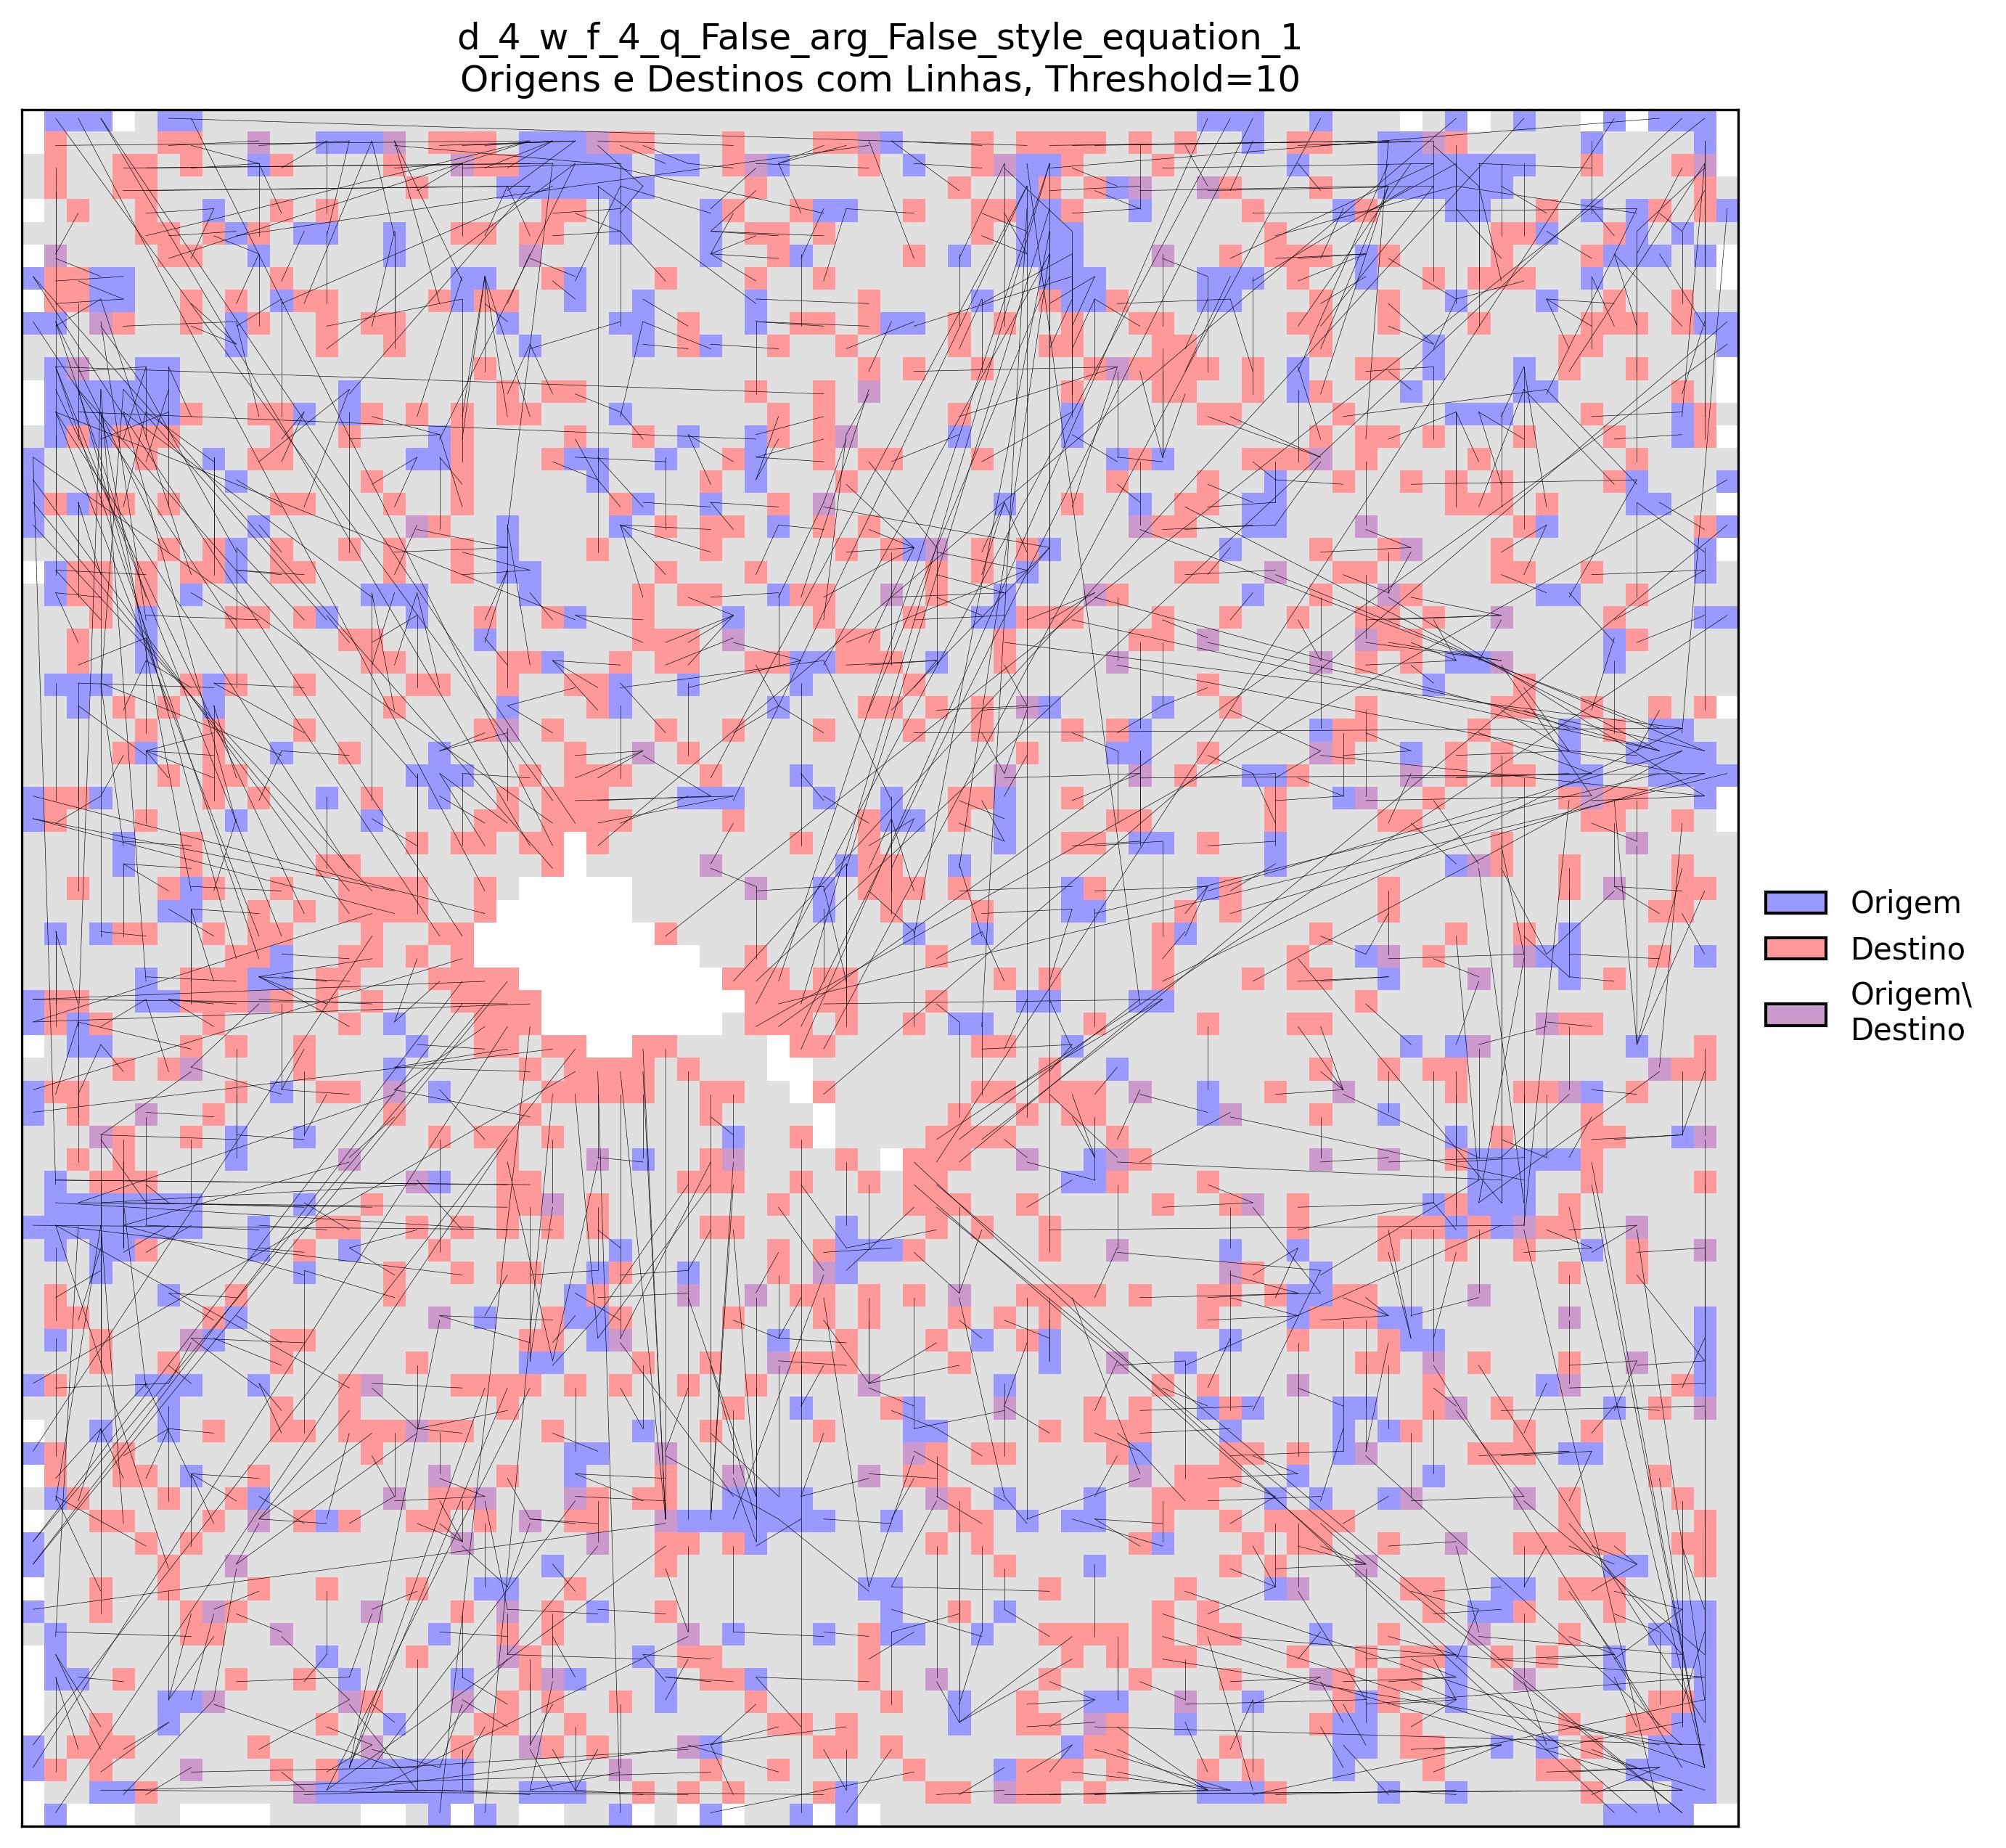 d_4_w_f_4_q_False_arg_False_style_equation_1
Origens e Destinos com Linhas, Threshold=10
Origem
Destino
Origem\
Destino